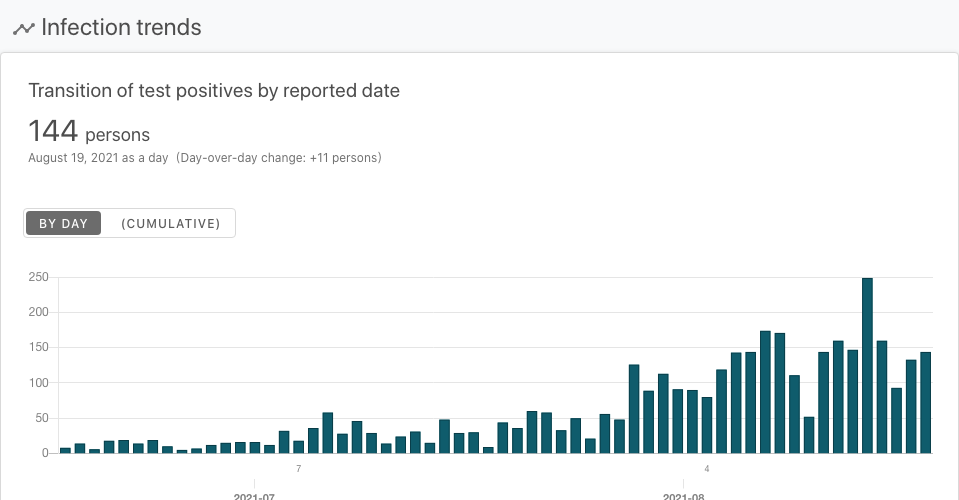 Infection trends
Transition of test positives by reported date
144 persons
August 19, 2021 as a day (Day-over-day change: +11 persons)
BY DAY (CUMULATIVE)
250
200
150
100
50
0
7 4
2021-07 2021-08